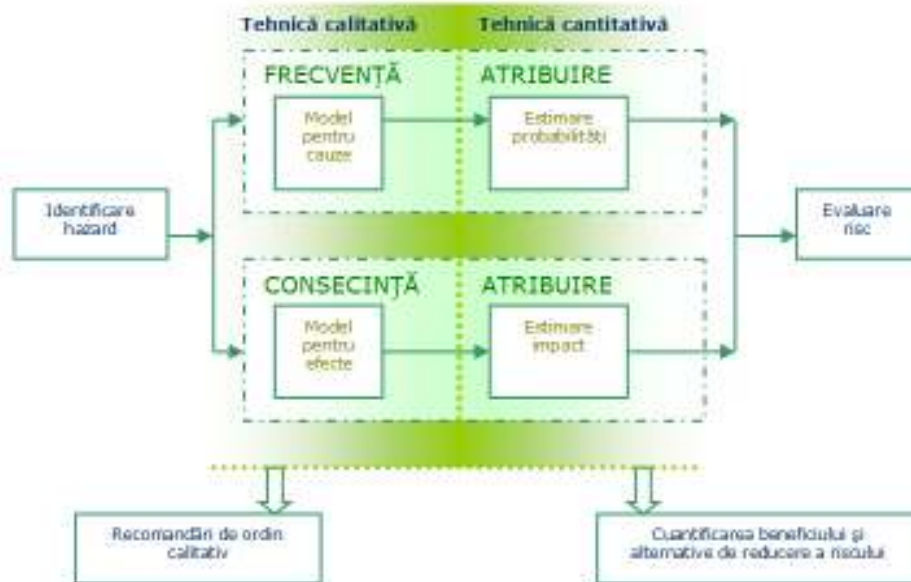 Tehnică calitativă
Tehnică cantitativă
FRECVENȚĂ
ATRIBUIRE
Model
pentru
cauze
Estimare
probabilități
Identificare
hazard
Evaluare
risc
CONSECINȚĂ
ATRIBUIRE
Model
pentru
efecte
Estimare
impact
Recomandări de ordin
calitativ
Cuantificarea beneficiului și
alternative de reducere a riscului